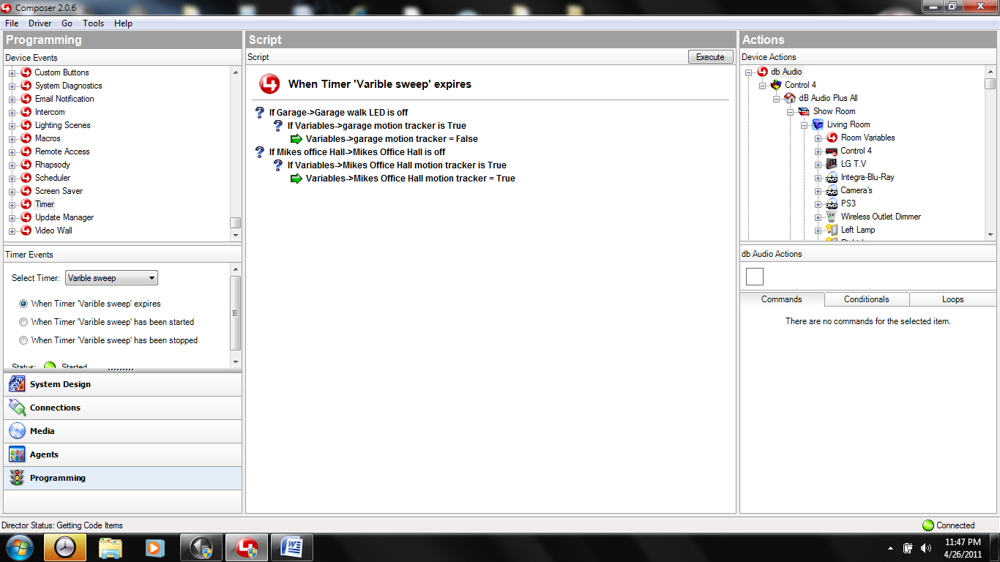 Composer 2.0.6
File Driver Go Tools Help
Programming
Device Events
Custom Buttons
System Diagnostics
Email Notification
Intercom
Lighting Scenes
Macros
Remote Access
Rhapsody
Scheduler
Screen Saver
Timer
Update Manager
Video Wall
Timer Events
Select Timer: Varible sweep
When Timer 'Varible sweep' expires
When Timer 'Varible sweep' has been started
When Timer 'Varible sweep' has been stopped
Status: Started
System Design
Connections
Media
Agents
Programming
Script
Script Execute
When Timer 'Varible sweep' expires
If Garage->Garage walk LED is off
If Variables->garage motion tracker is True
Variables->garage motion tracker = False
If Mikes office Hall->Mikes Office Hall is off
If Variables->Mikes Office Hall motion tracker is True
Variables->Mikes Office Hall motion tracker = True
Actions
Device Actions
db Audio
Control 4
dB Audio Plus All
Show Room
Living Room
Room Variables
Control 4
LG T.V
Integra-Blu-Ray
Camera's
PS3
Wireless Outlet Dimmer
Left Lamp
db Audio Actions
Commands Conditionals Loops
There are no commands for the selected item.
Director Status: Getting Code Items
Connected
11:47 PM
4/26/2011